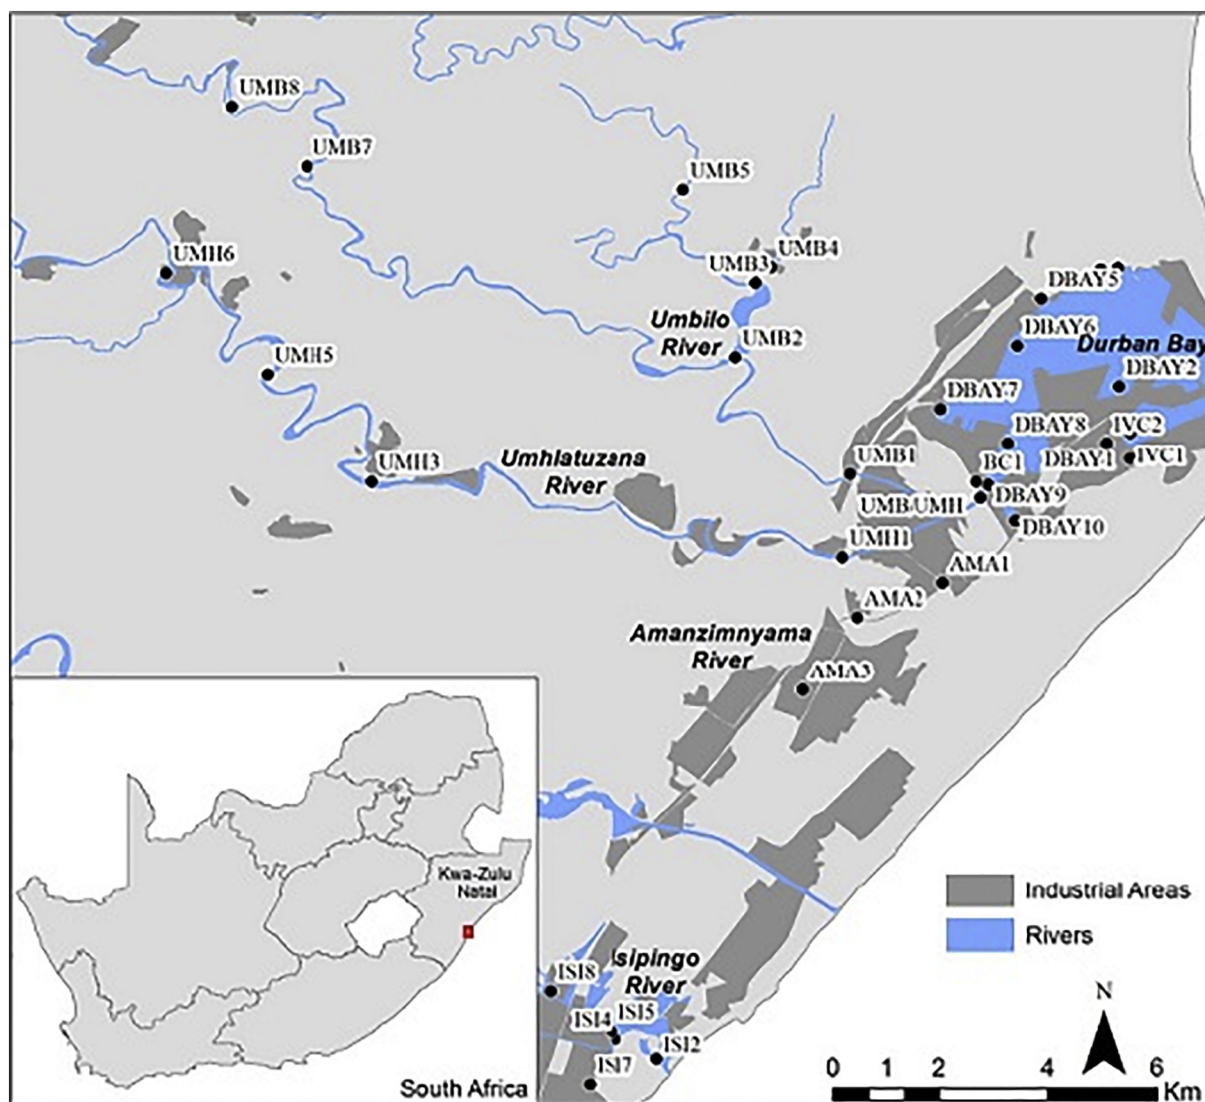 UMB8
UMB7
UMB5
UMH6
UMB4
UMB3
DBAY5
Umbilo
River
DBAY6
Durban Bay
UMB2
DBAY2
UMH5
DBAY7
DBAY8
IVC2
UMH3
Umhlatuzana
River
UMB1
BC1
DBAY1
IVC1
UMB/UMH
DBAY9
DBAY10
UMH1
AMA1
AMA2
Amanzimnyama
River
AMA3
Kwa-Zulu
Natal
Industrial Areas
Rivers
Isipingo
River
ISI8
ISI4
ISI5
ISI2
ISI7
N
South Africa
0 1 2 4 6
Km